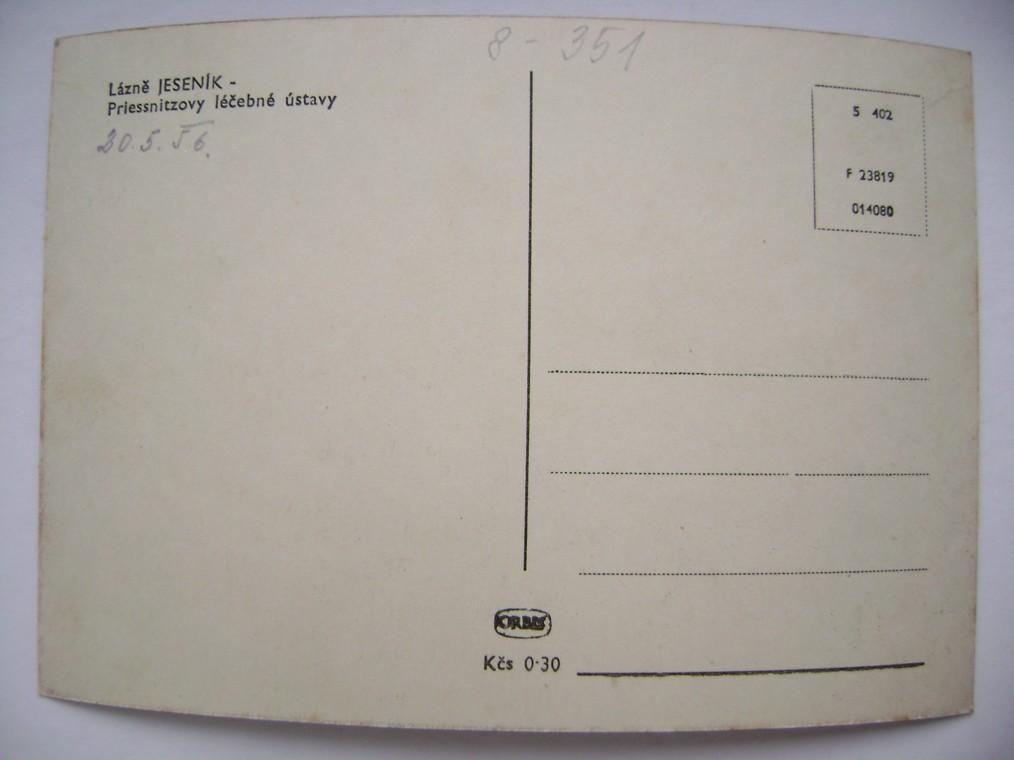 8 - 351
Lázně JESENÍK -
Priessnitzovy léčebné ústavy
20.5.56.
S 402
F 23819
014080
ORBIS
Kčs 0·30